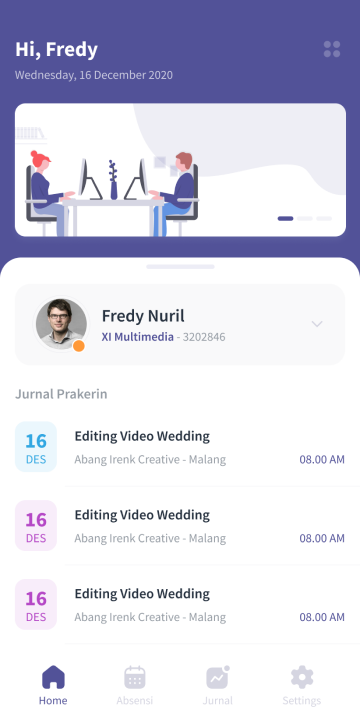 Hi, Fredy
Wednesday, 16 December 2020
Fredy Nuril
XI Multimedia - 3202846
Jurnal Prakerin
16
DES
Editing Video Wedding
Abang Irenk Creative - Malang
08.00 AM
16
DES
Editing Video Wedding
Abang Irenk Creative - Malang
08.00 AM
16
DES
Editing Video Wedding
Abang Irenk Creative - Malang
08.00 AM
Home
Absensi
Jurnal
Settings